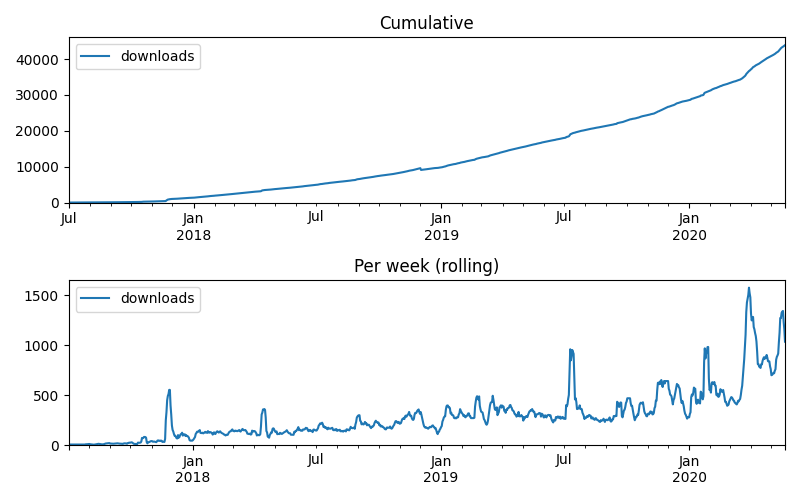 Cumulative
downloads
40000
30000
20000
10000
0
Jul
Jan
2018
Jul
Jan
2019
Jul
Jan
2020
Per week (rolling)
downloads
1500
1000
500
0
Jan
2018
Jul
Jan
2019
Jul
Jan
2020